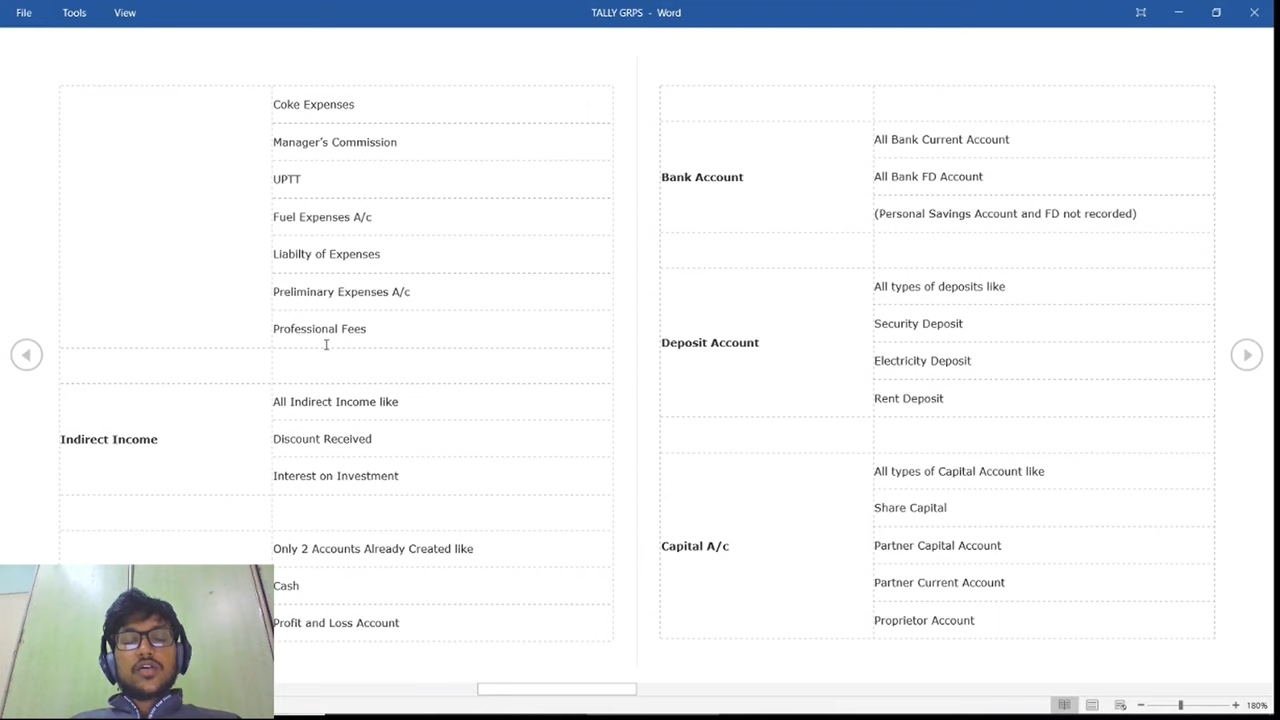 File Tools View TALLY GRPS - Word
Coke Expenses
Manager's Commission
UPTT
Fuel Expenses A/c
Liabilty of Expenses
Preliminary Expenses A/c
Professional Fees
All Indirect Income like
Indirect Income
Discount Received
Interest on Investment
Only 2 Accounts Already Created like
Cash
Profit and Loss Account
All Bank Current Account
Bank Account
All Bank FD Account
(Personal Savings Account and FD not recorded)
All types of deposits like
Security Deposit
Deposit Account
Electricity Deposit
Rent Deposit
All types of Capital Account like
Share Capital
Capital A/c
Partner Capital Account
Partner Current Account
Proprietor Account
180%